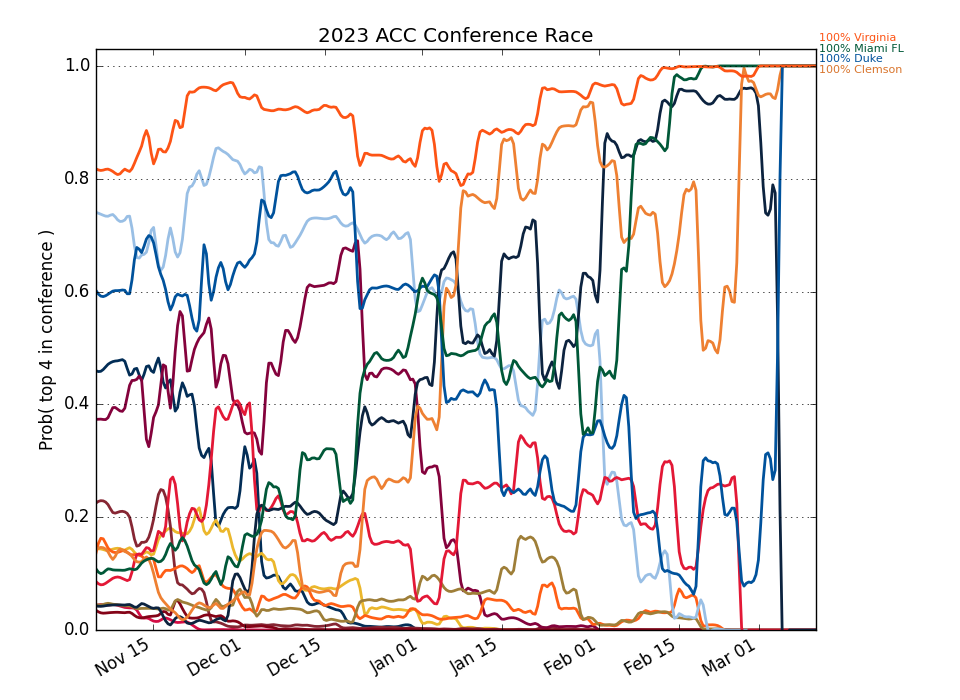 2023 ACC Conference Race
100% Virginia
100% Miami FL
100% Duke
100% Clemson
Prob( top 4 in conference )
1.0
0.8
0.6
0.4
0.2
0.0
Nov 15
Dec 01
Dec 15
Jan 01
Jan 15
Feb 01
Feb 15
Mar 01